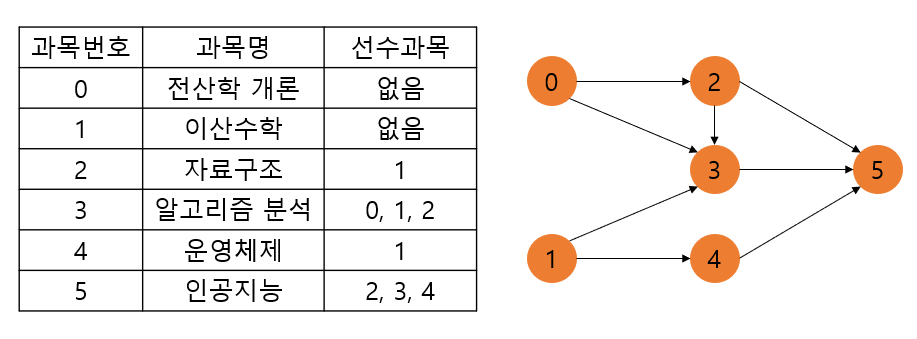 과목번호 과목명 선수과목
0 전산학 개론 없음
1 이산수학 없음
2 자료구조 1
3 알고리즘 분석 0, 1, 2
4 운영체제 1
5 인공지능 2, 3, 4
0 2
3 5
1 4